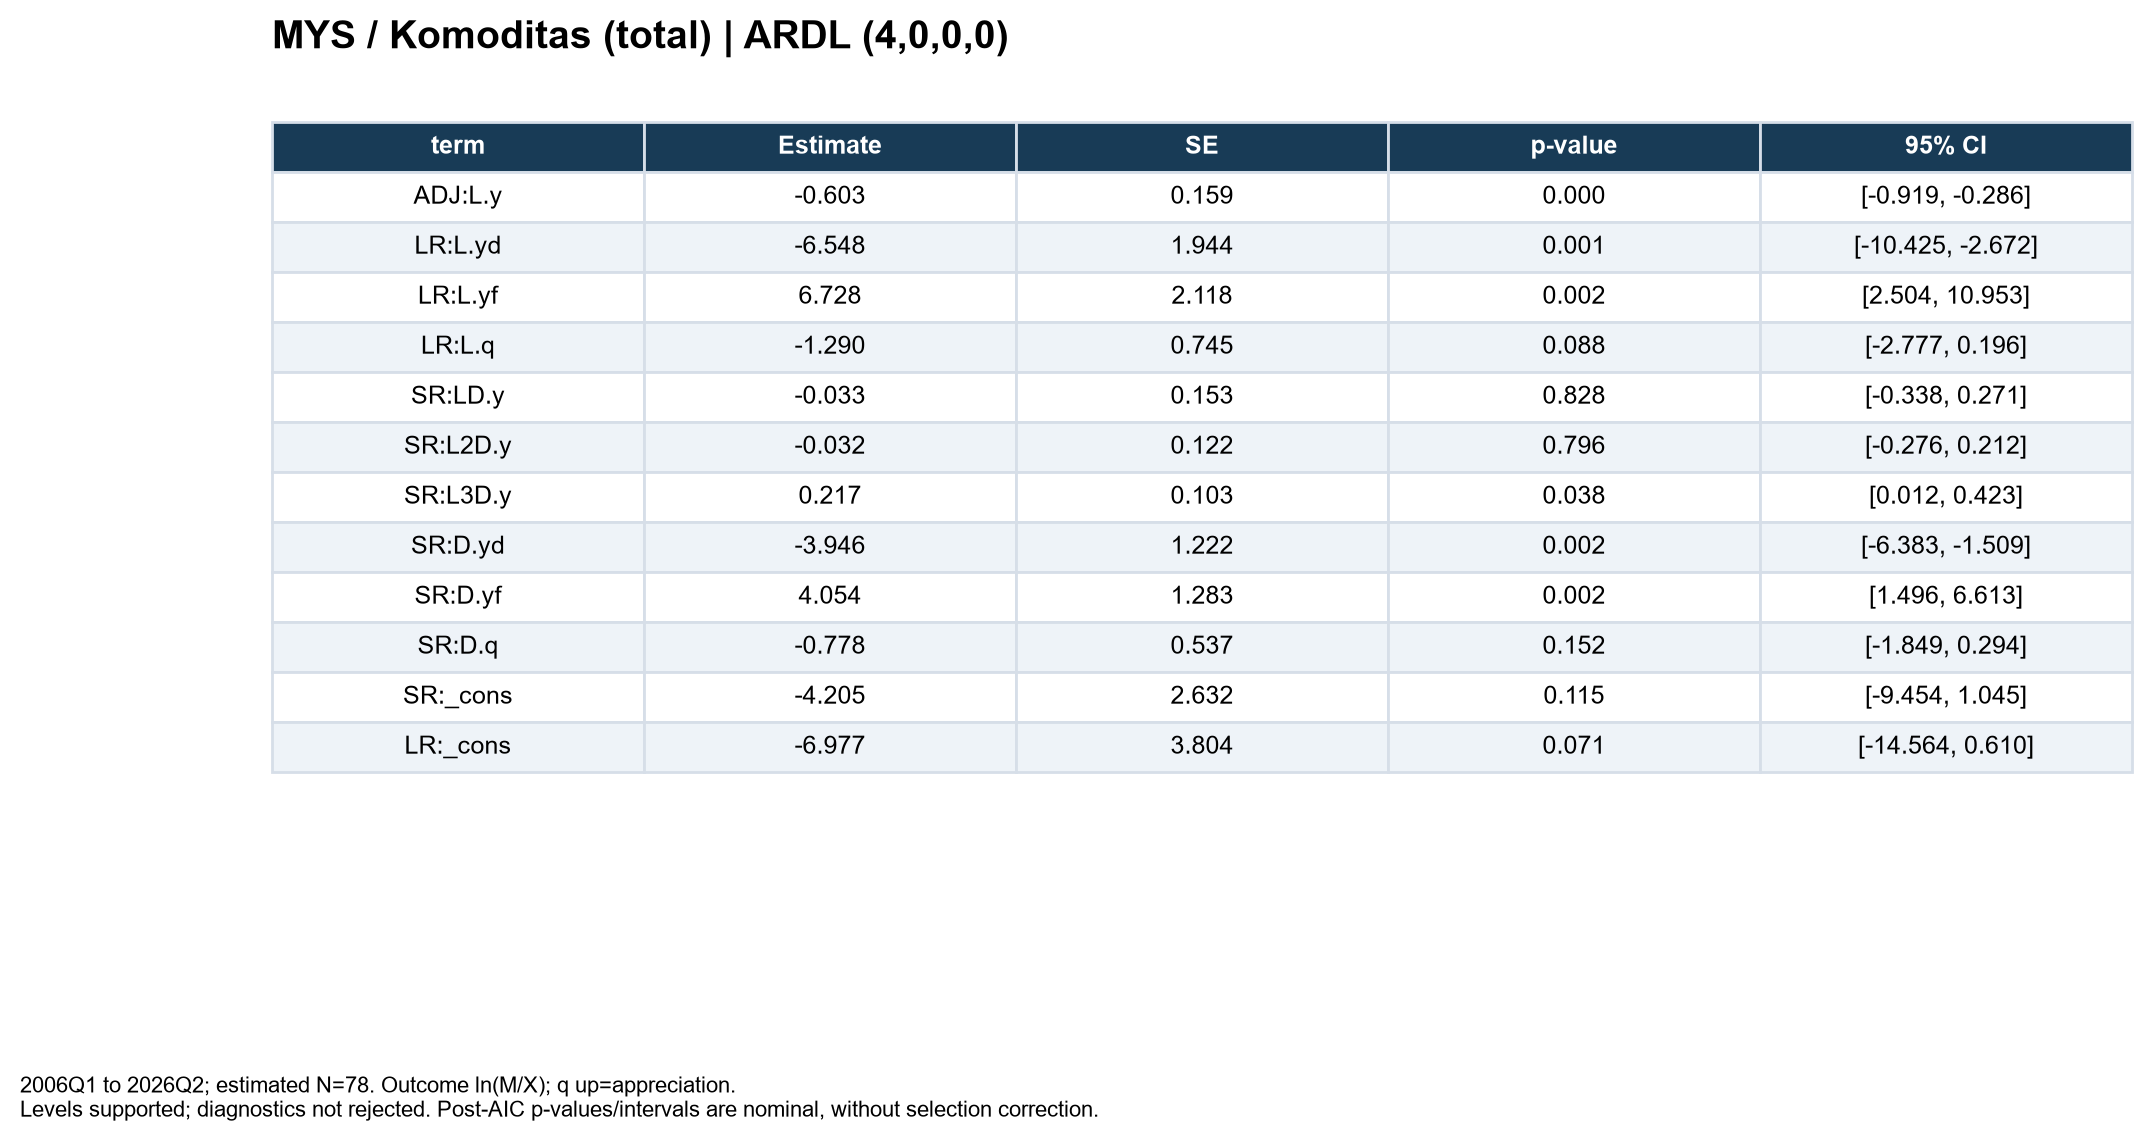 MYS / Komoditas (total) | ARDL (4,0,0,0)
term Estimate SE p-value 95% CI
ADJ:L.y -0.603 0.159 0.000 [-0.919, -0.286]
LR:L.yd -6.548 1.944 0.001 [-10.425, -2.672]
LR:L.yf 6.728 2.118 0.002 [2.504, 10.953]
LR:L.q -1.290 0.745 0.088 [-2.777, 0.196]
SR:LD.y -0.033 0.153 0.828 [-0.338, 0.271]
SR:L2D.y -0.032 0.122 0.796 [-0.276, 0.212]
SR:L3D.y 0.217 0.103 0.038 [0.012, 0.423]
SR:D.yd -3.946 1.222 0.002 [-6.383, -1.509]
SR:D.yf 4.054 1.283 0.002 [1.496, 6.613]
SR:D.q -0.778 0.537 0.152 [-1.849, 0.294]
SR:_cons -4.205 2.632 0.115 [-9.454, 1.045]
LR:_cons -6.977 3.804 0.071 [-14.564, 0.610]
2006Q1 to 2026Q2; estimated N=78. Outcome ln(M/X); q up=appreciation.
Levels supported; diagnostics not rejected. Post-AIC p-values/intervals are nominal, without selection correction.